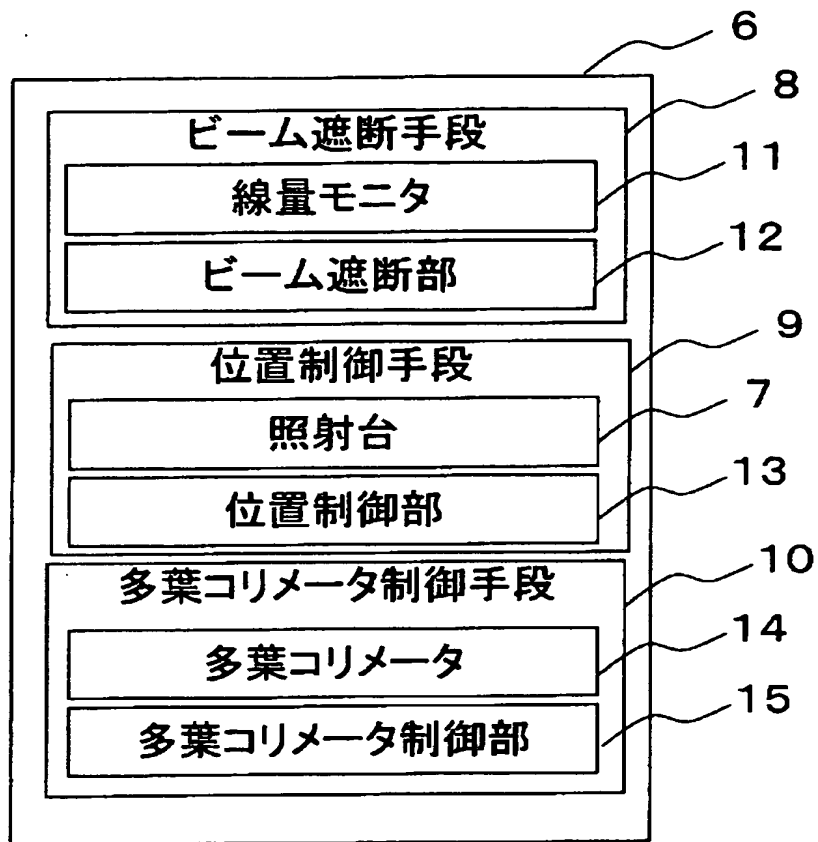 6
ビーム遮断手段
8
線量モニタ
11
ビーム遮断部
12
位置制御手段
9
照射台
7
位置制御部
13
多葉コリメータ制御手段
10
多葉コリメータ
14
多葉コリメータ制御部
15